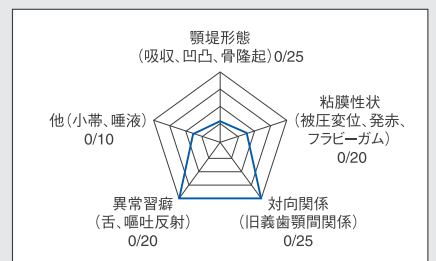 顎堤形態
(吸収、凹凸、骨隆起)0/25
粘膜性状
(被圧変位、発赤、
フラビーガム)
0/20
他(小帯、唾液)
0/10
異常習癖
(舌、嘔吐反射)
0/20
対向関係
(旧義歯顎間関係)
0/25